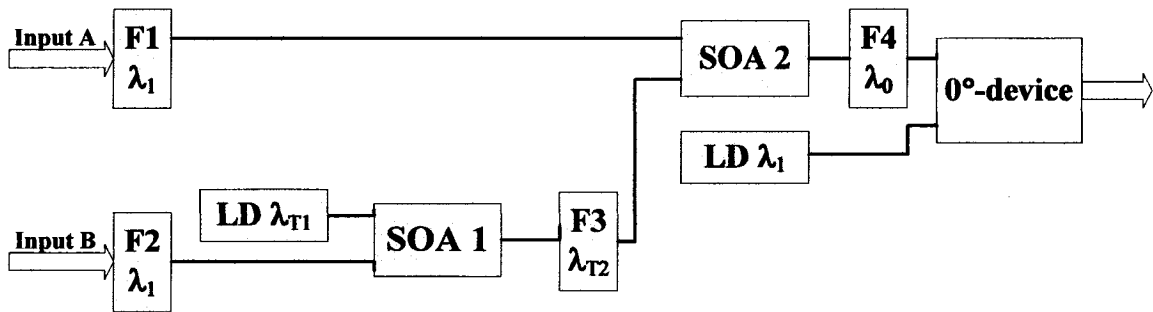 Input A
F1
λ1
SOA 2
F4
λ0
0°-device
LD λ1
Input B
F2
λ1
LD λT1
SOA 1
F3
λT2